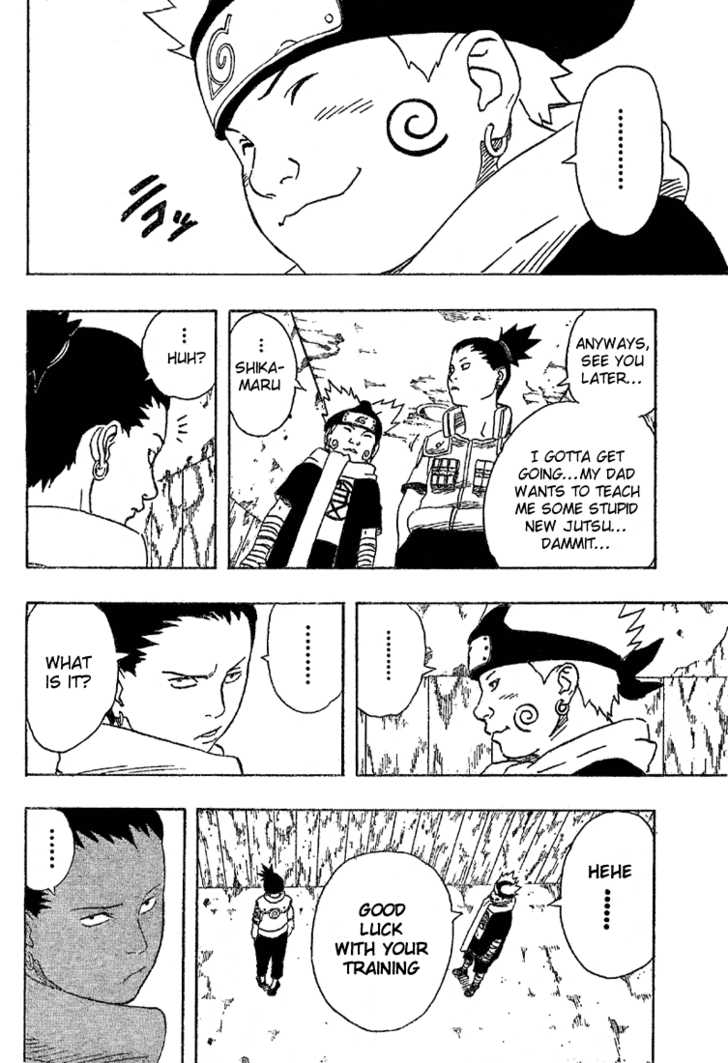 .........
ニコッ
ANYWAYS,
SEE YOU
LATER...
I GOTTA GET
GOING...MY DAD
WANTS TO TEACH
ME SOME STUPID
NEW JUTSU...
DAMMIT...
...
SHIKA-
MARU
...
HUH?
......
.......
WHAT
IS IT?
HEHE
......
GOOD
LUCK
WITH YOUR
TRAINING
......